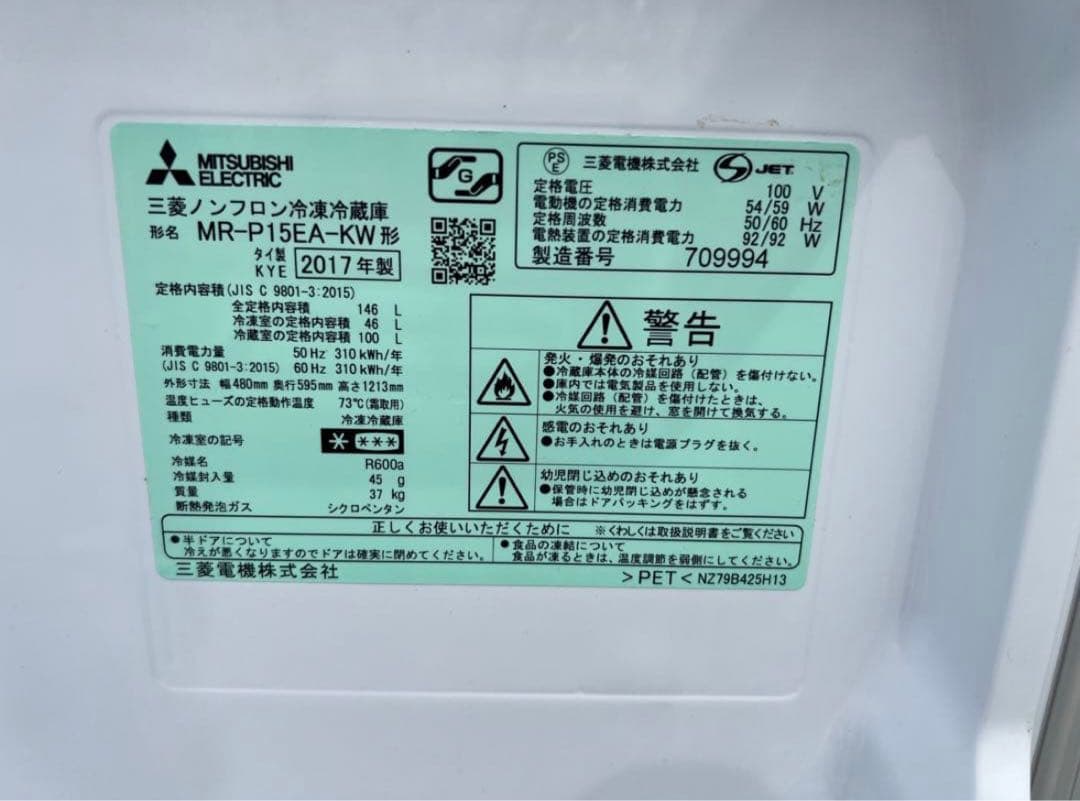 MITSUBISHI
ELECTRIC
三菱ノンフロン冷凍冷蔵庫
形名 MR-P15EA-KW形
タイ製
KYE 2017年製
定格内容積(JIS C 9801-3:2015)
全定格内容積 146 L
冷凍室の定格内容積 46 L
冷蔵室の定格内容積 100 L
消費電力量 50Hz 310kWh/年
(JIS C 9801-3:2015) 60Hz 310kWh/年
外形寸法 幅480mm 奥行595mm 高さ1213mm
温度ヒューズの定格動作温度 73℃(霜取用)
種類 冷凍冷蔵庫
冷凍室の記号 * ***
冷媒名 R600a
冷媒封入量 45 g
質量 37 kg
断熱発泡ガス シクロペンタン
G
PS
E 三菱電機株式会社 S JET
定格電圧 100 V
電動機の定格消費電力 54/59 W
定格周波数 50/60 Hz
電熱装置の定格消費電力 92/92 W
製造番号 709994
警告
発火・爆発のおそれあり
●冷蔵庫本体の冷媒回路(配管)を傷付けない。
●庫内では電気製品を使用しない。
●冷媒回路(配管)を傷付けたときは、
火気の使用を避け、窓を開けて換気する。
感電のおそれあり
●お手入れのときは電源プラグを抜く。
幼児閉じ込めのおそれあり
●保管時に幼児閉じ込めが懸念される
場合はドアパッキングをはずす。
正しくお使いいただくために ※くわしくは取扱説明書をご覧ください
●半ドアについて
冷えが悪くなりますのでドアは確実に閉めてください。
●食品の凍結について
食品が凍るときは、温度調節を弱側にしてください。
三菱電機株式会社
>PET< NZ79B425H13